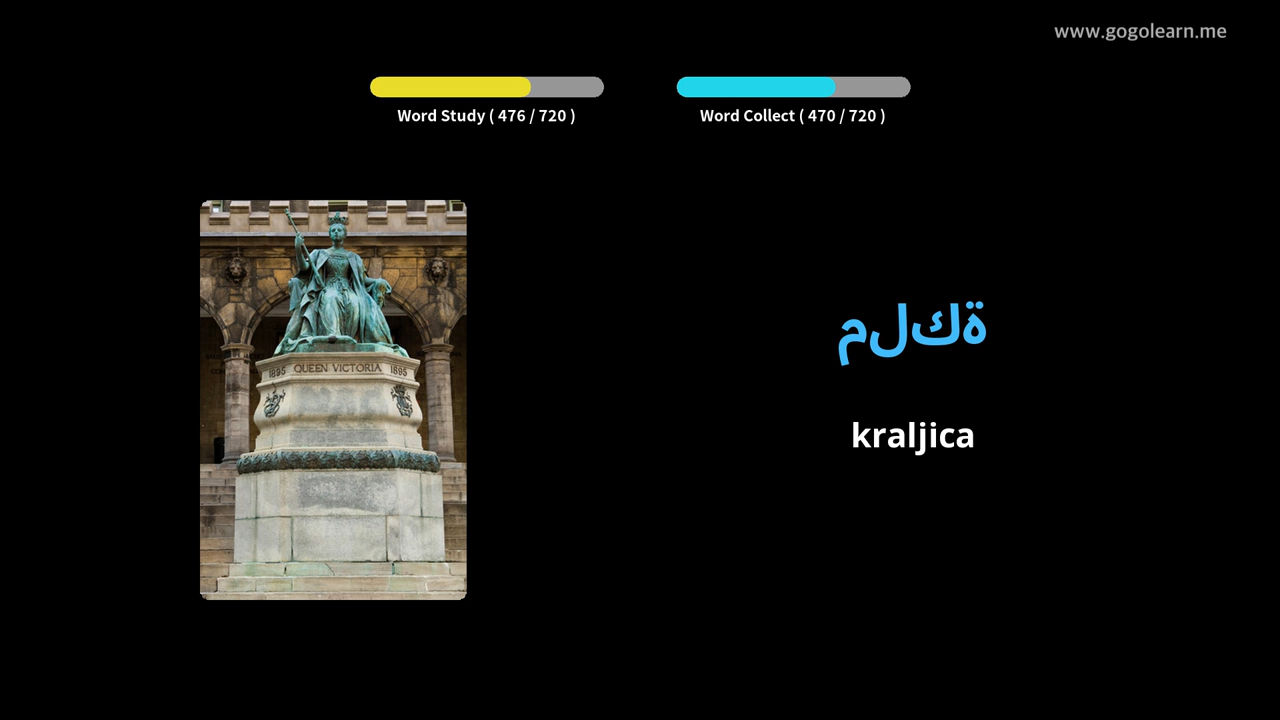 www.gogolearn.me
Word Study ( 476 / 720 )
Word Collect ( 470 / 720 )
1895 QUEEN VICTORIA 1895
ملكة
kraljica